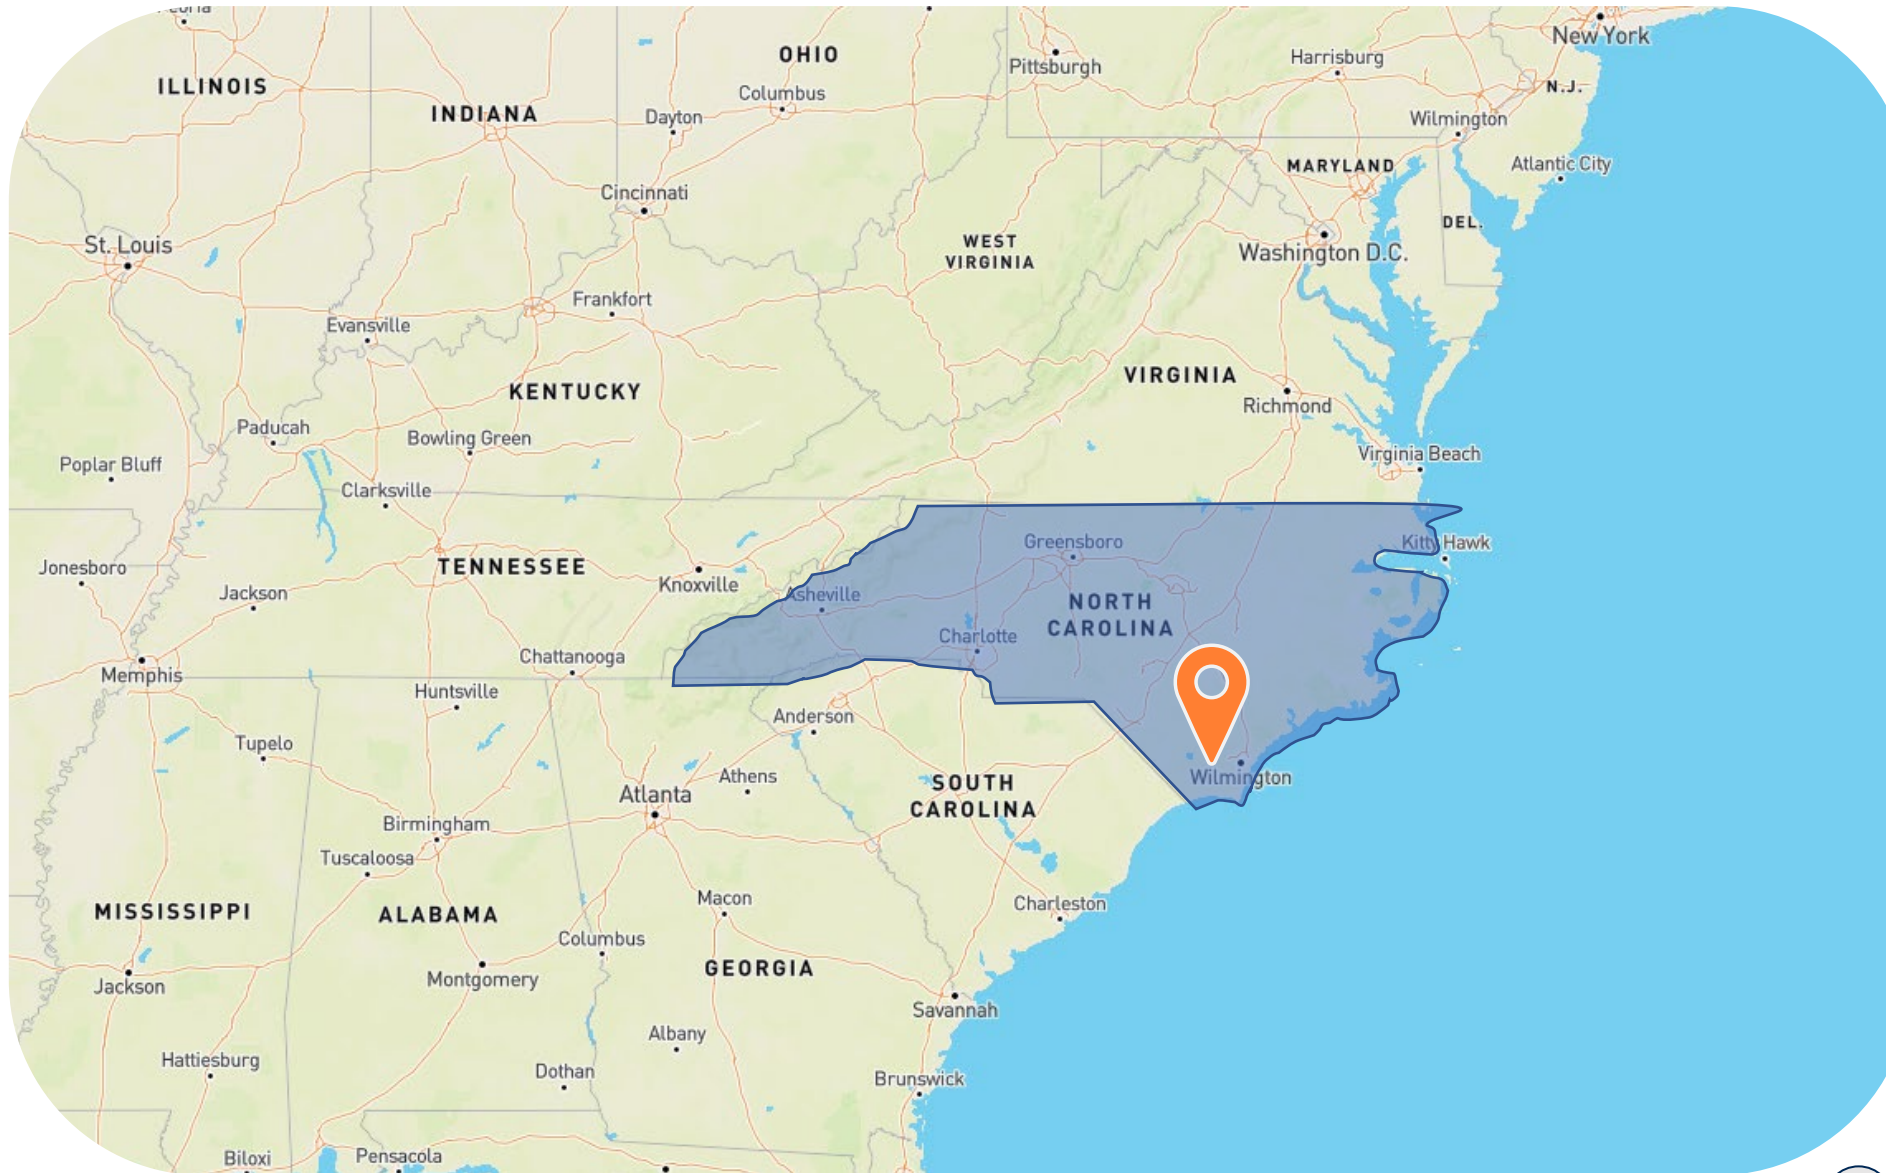 New York
OHIO
Pittsburgh
Harrisburg
ILLINOIS
N.J.
Columbus
INDIANA
Dayton
Wilmington
MARYLAND
Atlantic City
Cincinnati
DEL.
St. Louis
WEST
VIRGINIA
Washington D.C.
Frankfort
Evansville
VIRGINIA
KENTUCKY
Richmond
Paducah
Bowling Green
Virginia Beach
Poplar Bluff
Clarksville
Greensboro
Kitty Hawk
TENNESSEE
Jonesboro
Knoxville
Jackson
Asheville
NORTH
CAROLINA
Charlotte
Chattanooga
Memphis
Huntsville
Anderson
Tupelo
Athens
Wilmington
SOUTH
CAROLINA
Atlanta
Birmingham
Tuscaloosa
Macon
Charleston
MISSISSIPPI
ALABAMA
Columbus
GEORGIA
Montgomery
Jackson
Savannah
Albany
Hattiesburg
Dothan
Brunswick
Pensacola
Biloxi